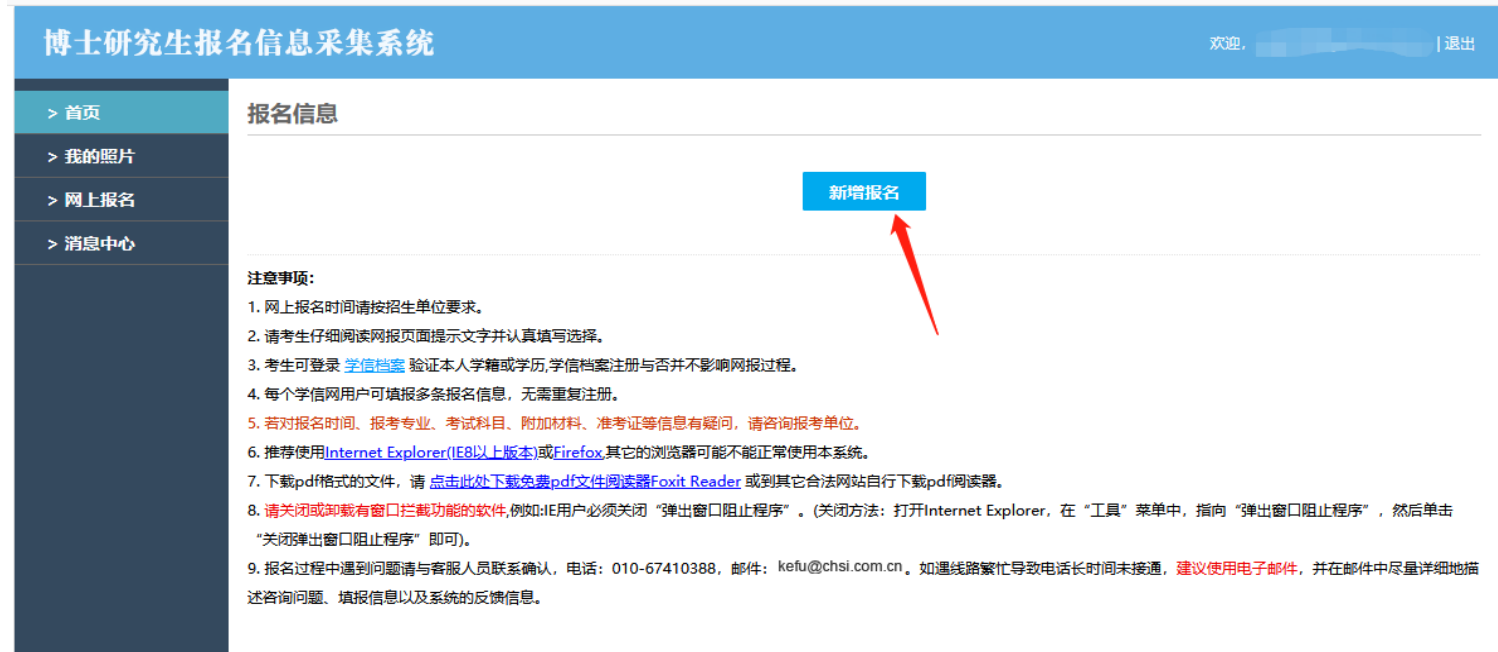 博士研究生报名信息采集系统
欢迎，
| 退出
> 首页
> 我的照片
> 网上报名
> 消息中心
报名信息
新增报名
注意事项：
1. 网上报名时间请按招生单位要求。
2. 请考生仔细阅读网报页面提示文字并认真填写选择。
3. 考生可登录 学信档案 验证本人学籍或学历,学信档案注册与否并不影响网报过程。
4. 每个学信网用户可填报多条报名信息，无需重复注册。
5. 若对报名时间、报考专业、考试科目、附加材料、准考证等信息有疑问，请咨询报考单位。
6. 推荐使用Internet Explorer(IE8以上版本)或Firefox,其它的浏览器可能不能正常使用本系统。
7. 下载pdf格式的文件，请 点击此处下载免费pdf文件阅读器Foxit Reader 或到其它合法网站自行下载pdf阅读器。
8. 请关闭或卸载有窗口拦截功能的软件,例如:IE用户必须关闭“弹出窗口阻止程序”。(关闭方法：打开Internet Explorer，在“工具”菜单中，指向“弹出窗口阻止程序”，然后单击
“关闭弹出窗口阻止程序”即可)。
9. 报名过程中遇到问题请与客服人员联系确认，电话：010-67410388，邮件：kefu@chsi.com.cn。如遇线路繁忙导致电话长时间未接通，建议使用电子邮件，并在邮件中尽量详细地描
述咨询问题、填报信息以及系统的反馈信息。